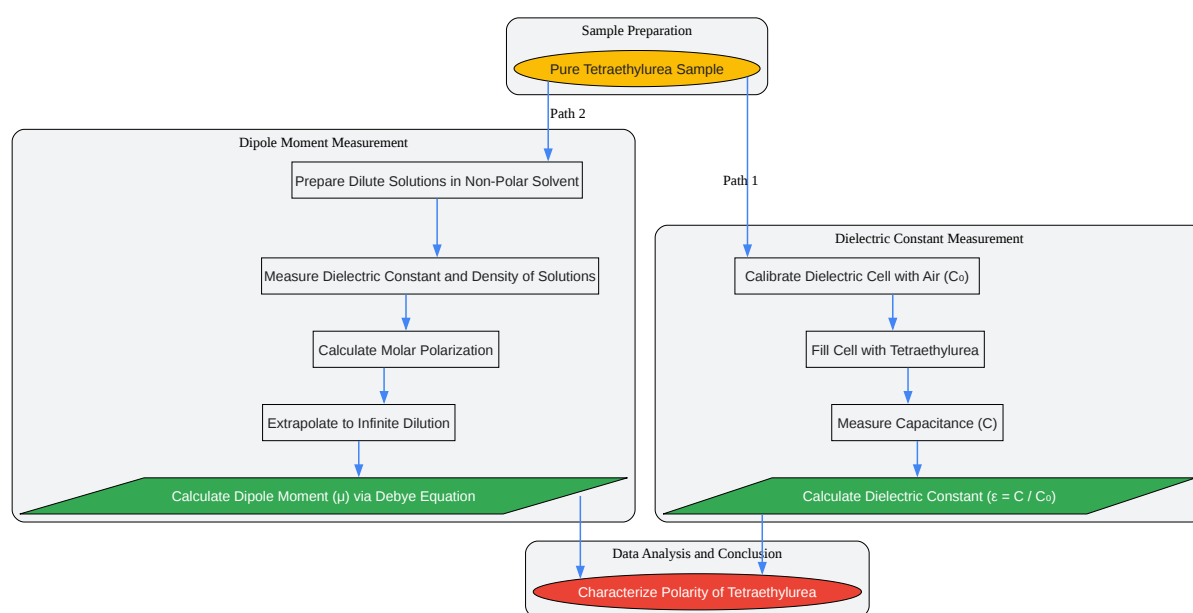 Sample Preparation
Pure Tetraethylurea Sample
Path 2
Path 1
Dipole Moment Measurement
Prepare Dilute Solutions in Non-Polar Solvent
Measure Dielectric Constant and Density of Solutions
Calculate Molar Polarization
Extrapolate to Infinite Dilution
Calculate Dipole Moment (μ) via Debye Equation
Dielectric Constant Measurement
Calibrate Dielectric Cell with Air (C₀)
Fill Cell with Tetraethylurea
Measure Capacitance (C)
Calculate Dielectric Constant (ε = C / C₀)
Data Analysis and Conclusion
Characterize Polarity of Tetraethylurea